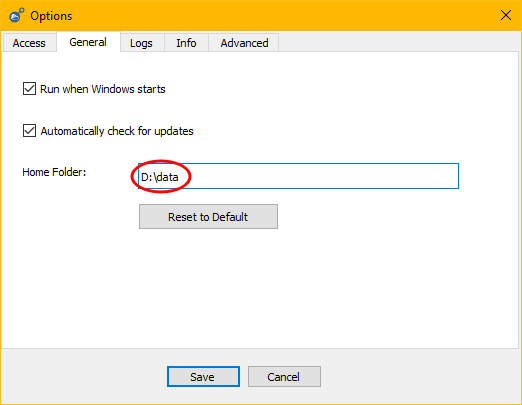 Options
Access General Logs Info Advanced
Run when Windows starts
Automatically check for updates
Home Folder: D:\data
Reset to Default
Save Cancel